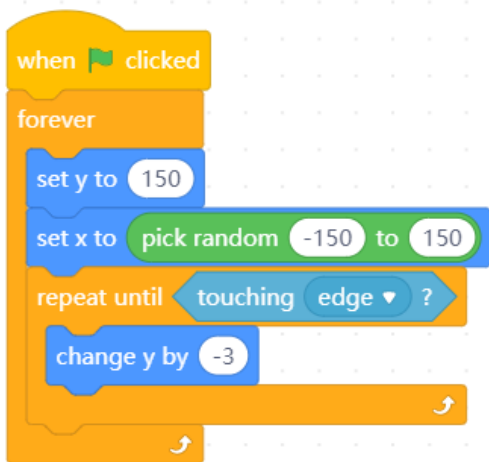 when clicked
forever
set y to 150
set x to pick random -150 to 150
repeat until touching edge ?
change y by -3